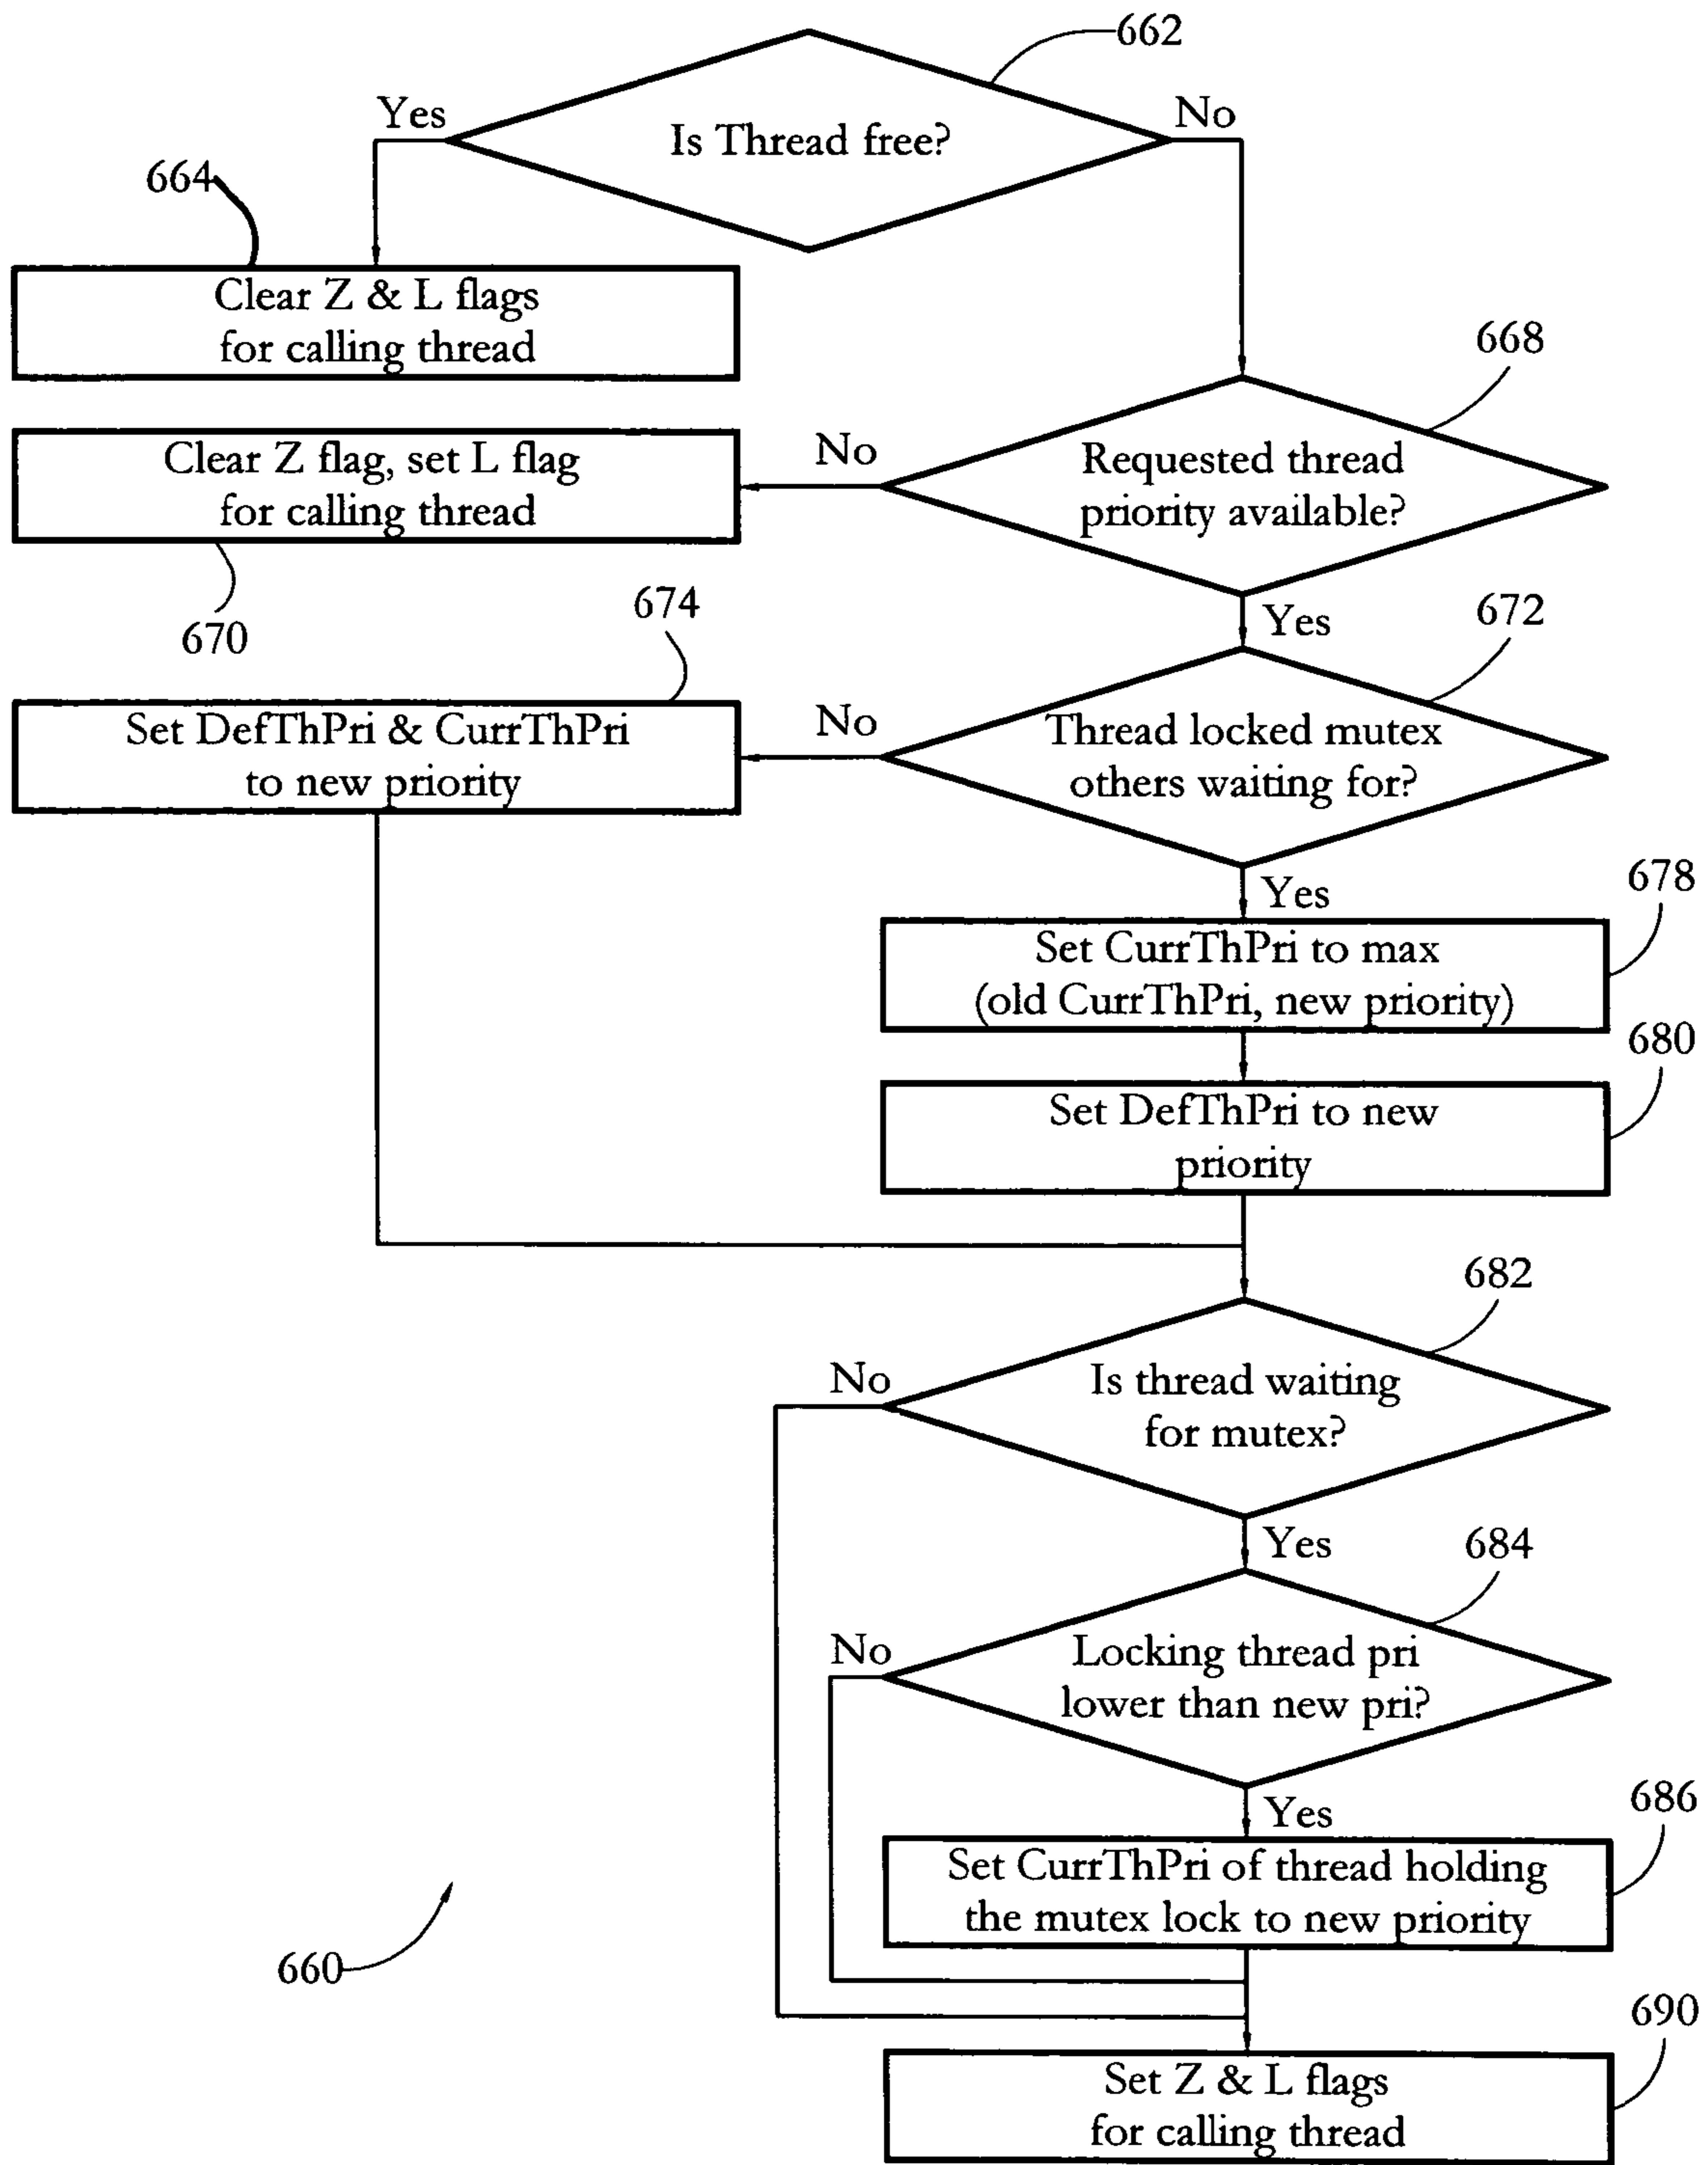 662
Yes
No
Is Thread free?
664
Clear Z & L flags
for calling thread
668
Requested thread
priority available?
No
Clear Z flag, set L flag
for calling thread
670
Yes
674
672
Thread locked mutex
others waiting for?
No
Set DefThPri & CurrThPri
to new priority
Yes
678
Set CurrThPri to max
(old CurrThPri, new priority)
680
Set DefThPri to new
priority
682
No
Is thread waiting
for mutex?
Yes
684
No
Locking thread pri
lower than new pri?
Yes
686
Set CurrThPri of thread holding
the mutex lock to new priority
660
690
Set Z & L flags
for calling thread